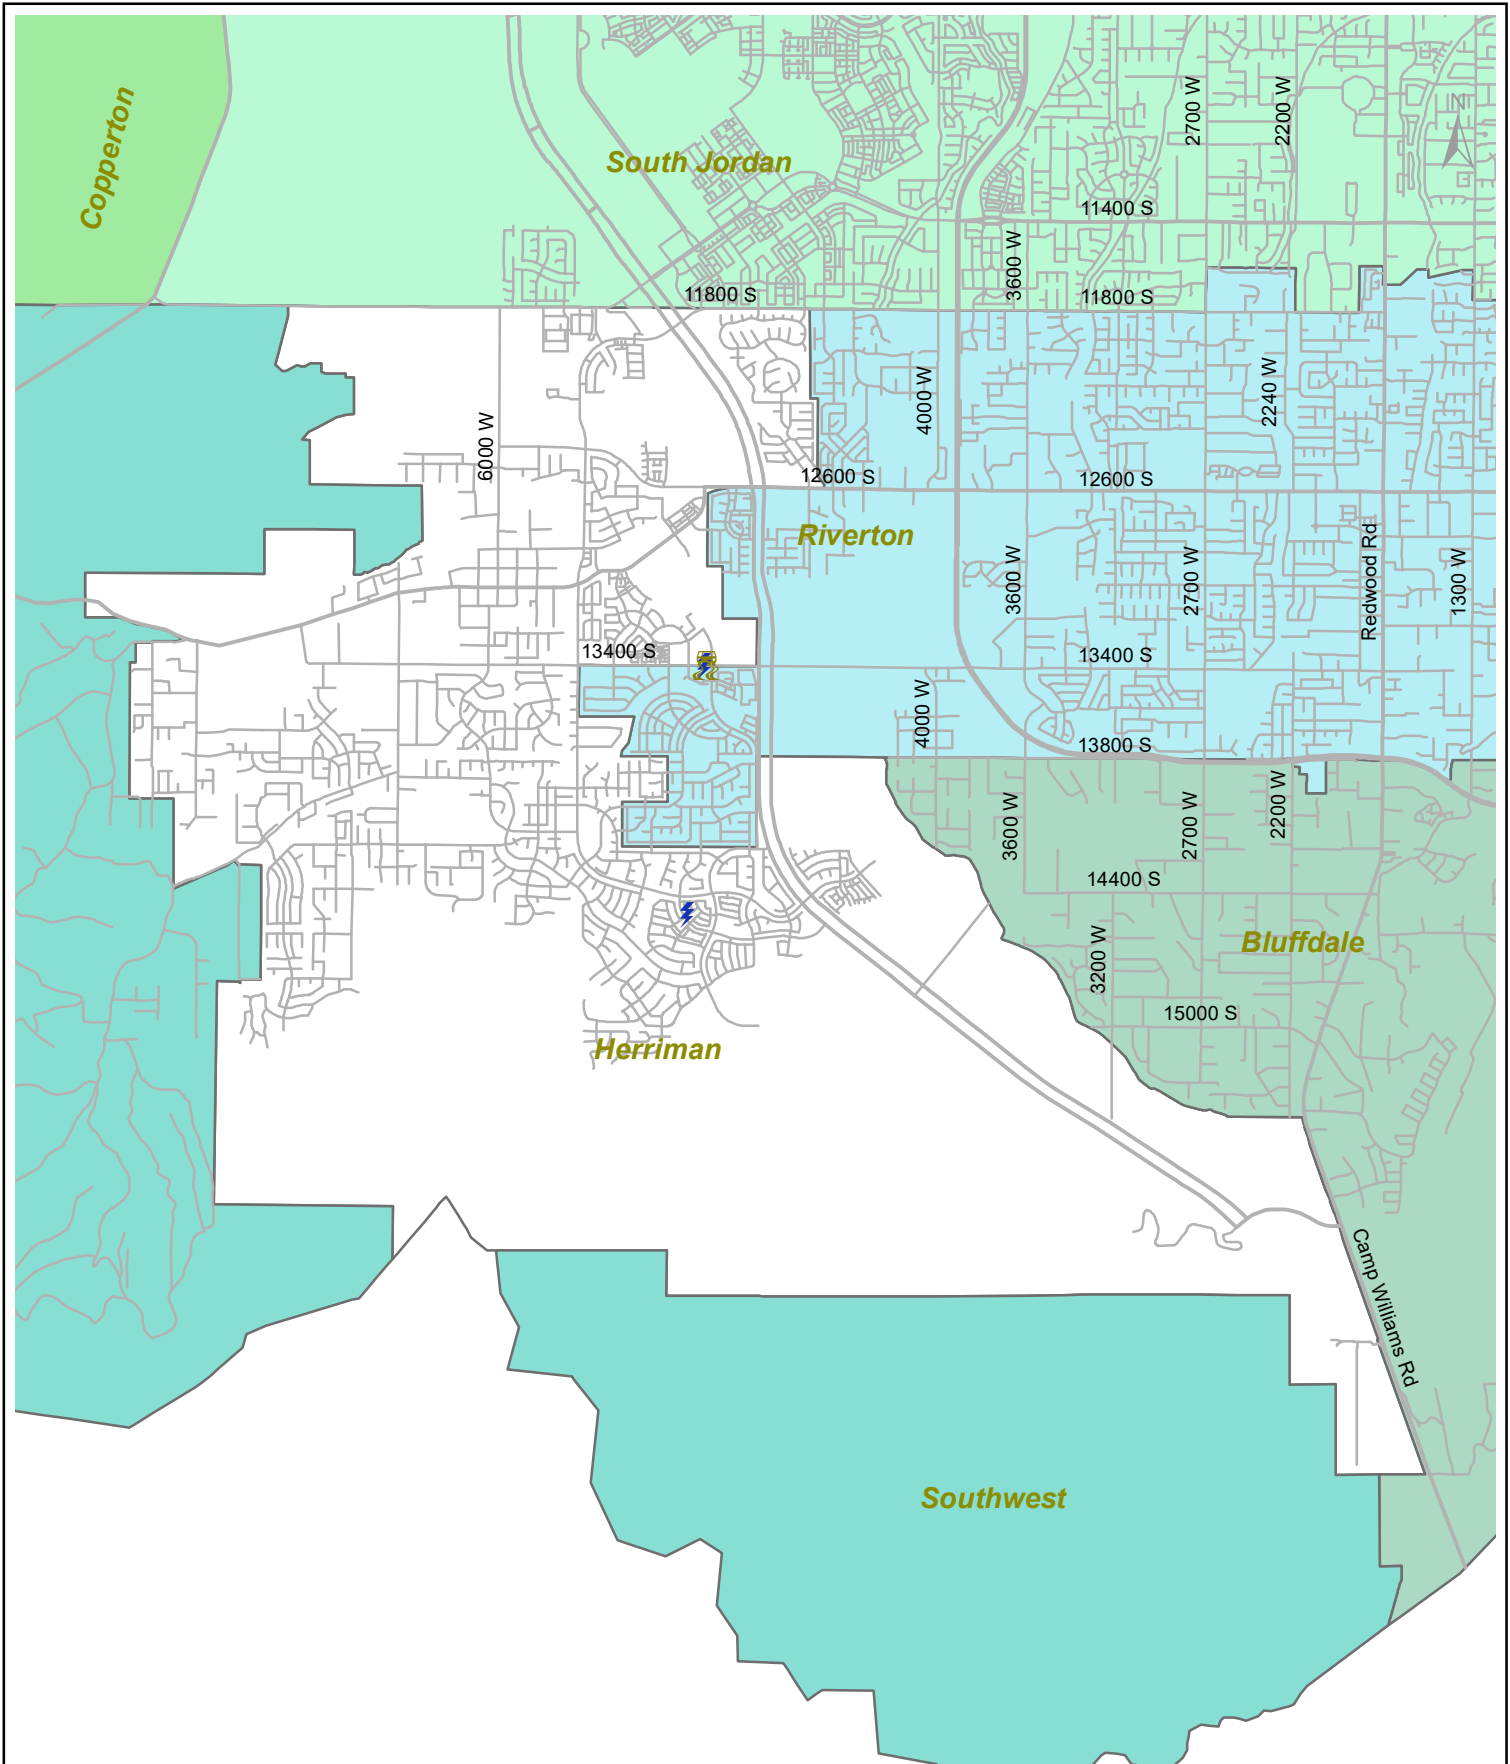 Copperton
South Jordan
2700 W
2200 W
N
11400 S
3600 W
11800 S
11800 S
4000 W
2240 W
6000 W
12600 S
12600 S
Riverton
3600 W
2700 W
Redwood Rd
1300 W
13400 S
13400 S
4000 W
13800 S
3600 W
2700 W
2200 W
14400 S
3200 W
Bluffdale
15000 S
Herriman
Camp Williams Rd
Southwest